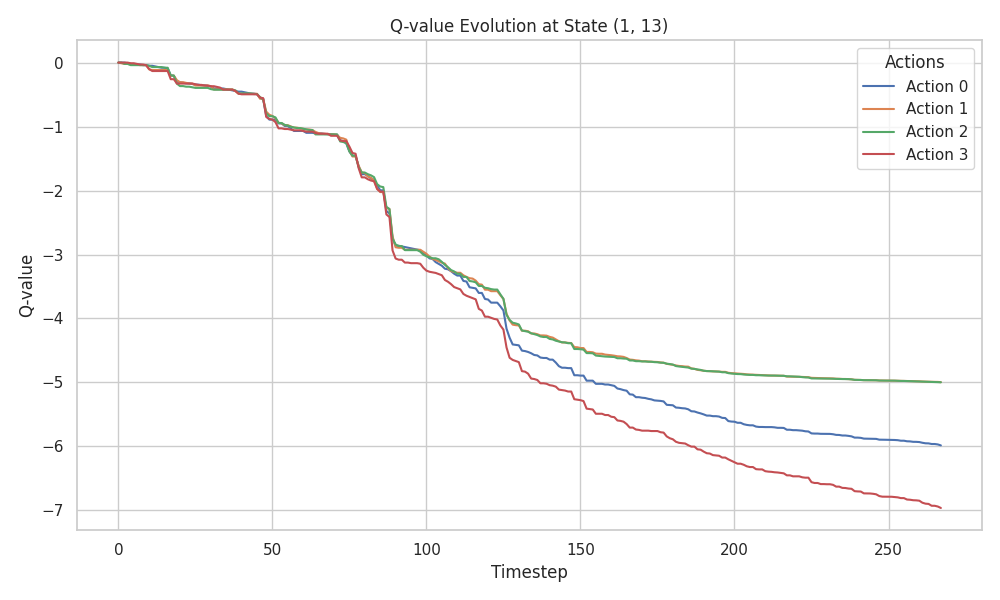 Q-value Evolution at State (1, 13)
Actions
Action 0
Action 1
Action 2
Action 3
Q-value
0
−1
−2
−3
−4
−5
−6
−7
0 50 100 150 200 250
Timestep